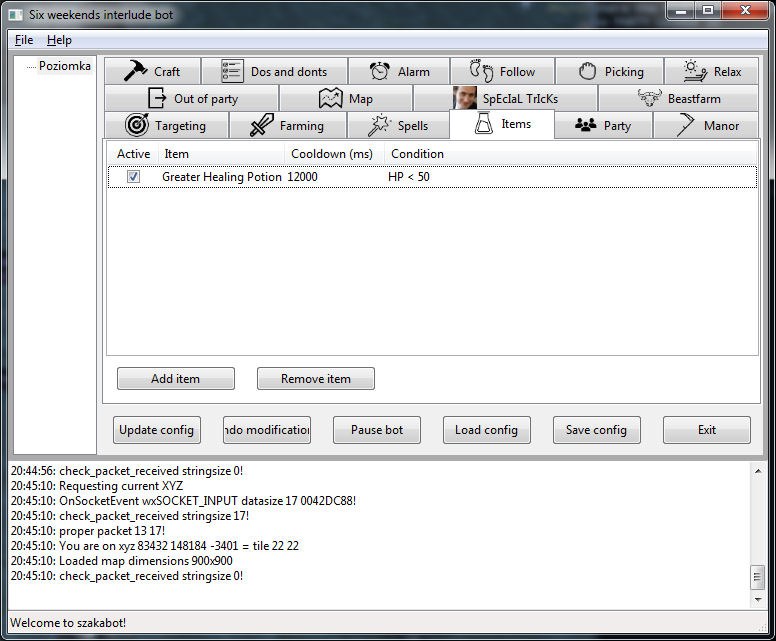 Six weekends interlude bot
File Help
Poziomka
Craft Dos and donts Alarm Follow Picking Relax
Out of party Map SpEcIaL TrIcKs Beastfarm
Targeting Farming Spells Items Party Manor
Active Item Cooldown (ms) Condition
Greater Healing Potion 12000 HP < 50
Add item Remove item
Update config ndo modification Pause bot Load config Save config Exit
20:44:56: check_packet_received stringsize 0!
20:45:10: Requesting current XYZ
20:45:10: OnSocketEvent wxSOCKET_INPUT datasize 17 0042DC88!
20:45:10: check_packet_received stringsize 17!
20:45:10: proper packet 13 17!
20:45:10: You are on xyz 83432 148184 -3401 = tile 22 22
20:45:10: Loaded map dimensions 900x900
20:45:10: check_packet_received stringsize 0!
Welcome to szakabot!